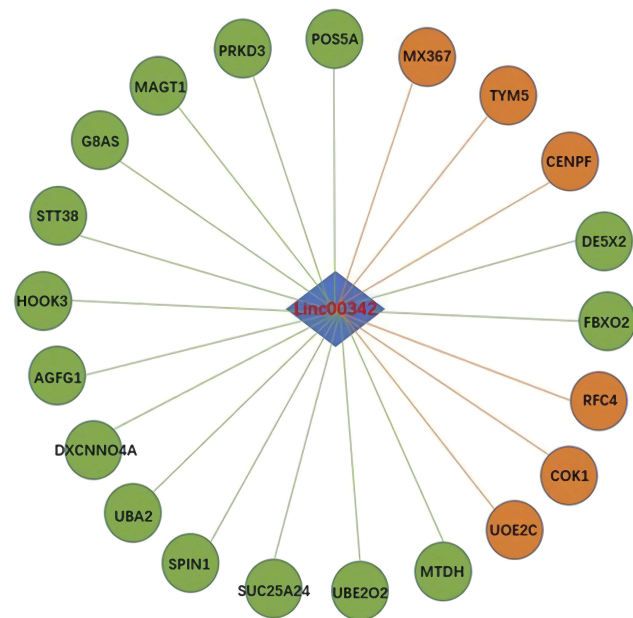 POS5A
PRKD3
MX367
MAGT1
TYM5
G8AS
CENPF
STT38
DE5X2
HOOK3
Linc00342
FBXO2
AGFG1
RFC4
DXCNNO4A
COK1
UBA2
UOE2C
SPIN1
MTDH
SUC25A24
UBE2O2